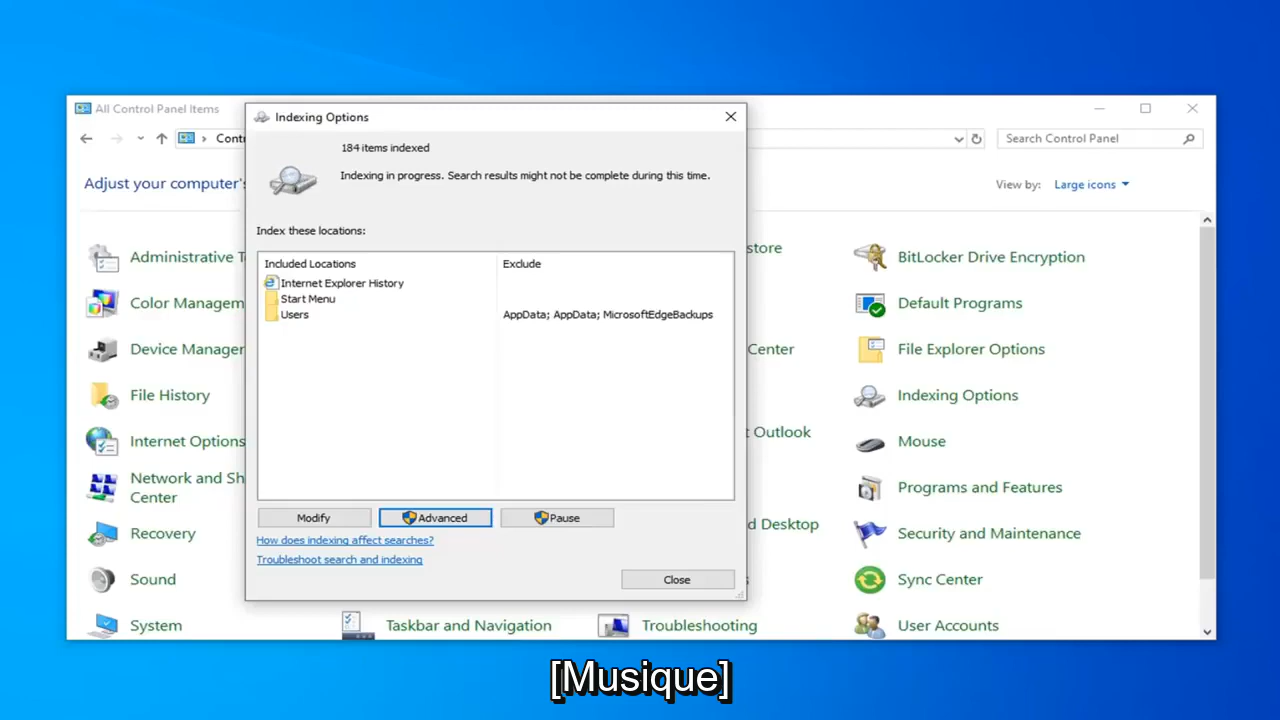 All Control Panel Items
Indexing Options
184 items indexed
Indexing in progress. Search results might not be complete during this time.
Index these locations:
Included Locations
Exclude
Internet Explorer History
Start Menu
Users
AppData; AppData; MicrosoftEdgeBackups
Modify
Advanced
Pause
How does indexing affect searches?
Troubleshoot search and indexing
Close
Search Control Panel
Adjust your computer's
View by:
Large icons
Administrative
BitLocker Drive Encryption
Color Managem
Default Programs
Device Manager
Center
File Explorer Options
File History
Indexing Options
Internet Options
Outlook
Mouse
Network and Sh
Center
Programs and Features
Recovery
d Desktop
Security and Maintenance
Sound
Sync Center
System
Taskbar and Navigation
Troubleshooting
User Accounts
[Musique]